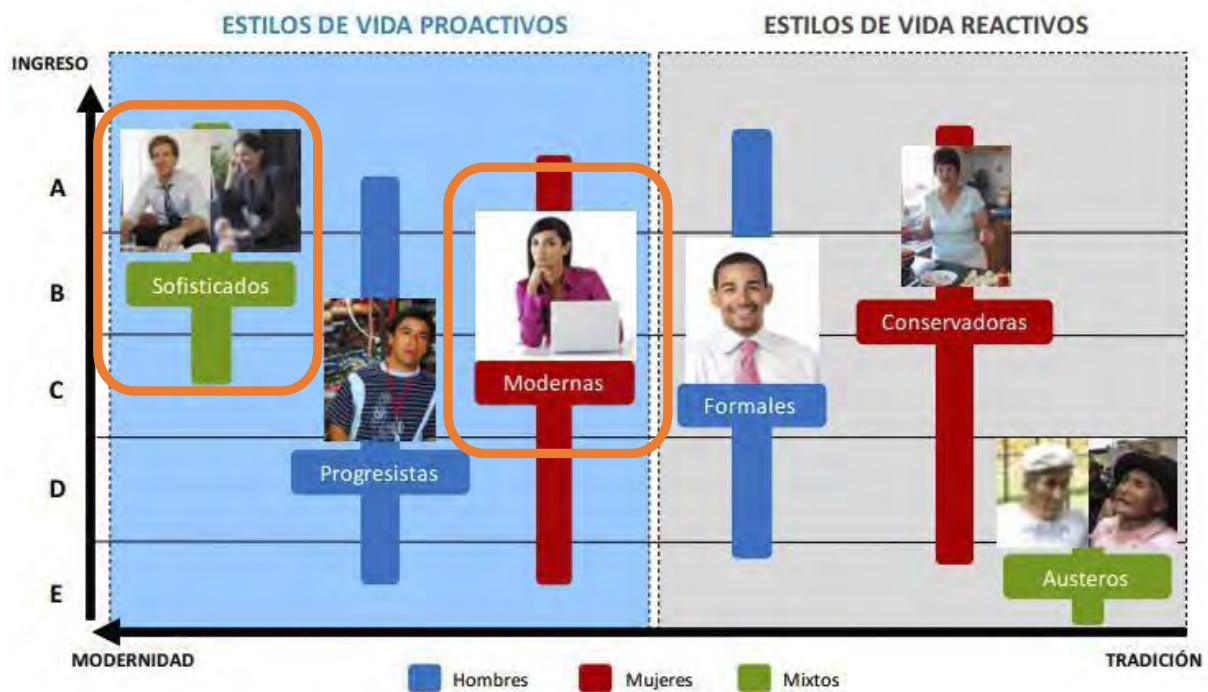 ESTILOS DE VIDA PROACTIVOS
ESTILOS DE VIDA REACTIVOS
INGRESO
A
B
C
D
E
Sofisticados
Progresistas
Modernas
Formales
Conservadoras
Austeros
MODERNIDAD
TRADICIÓN
Hombres
Mujeres
Mixtos